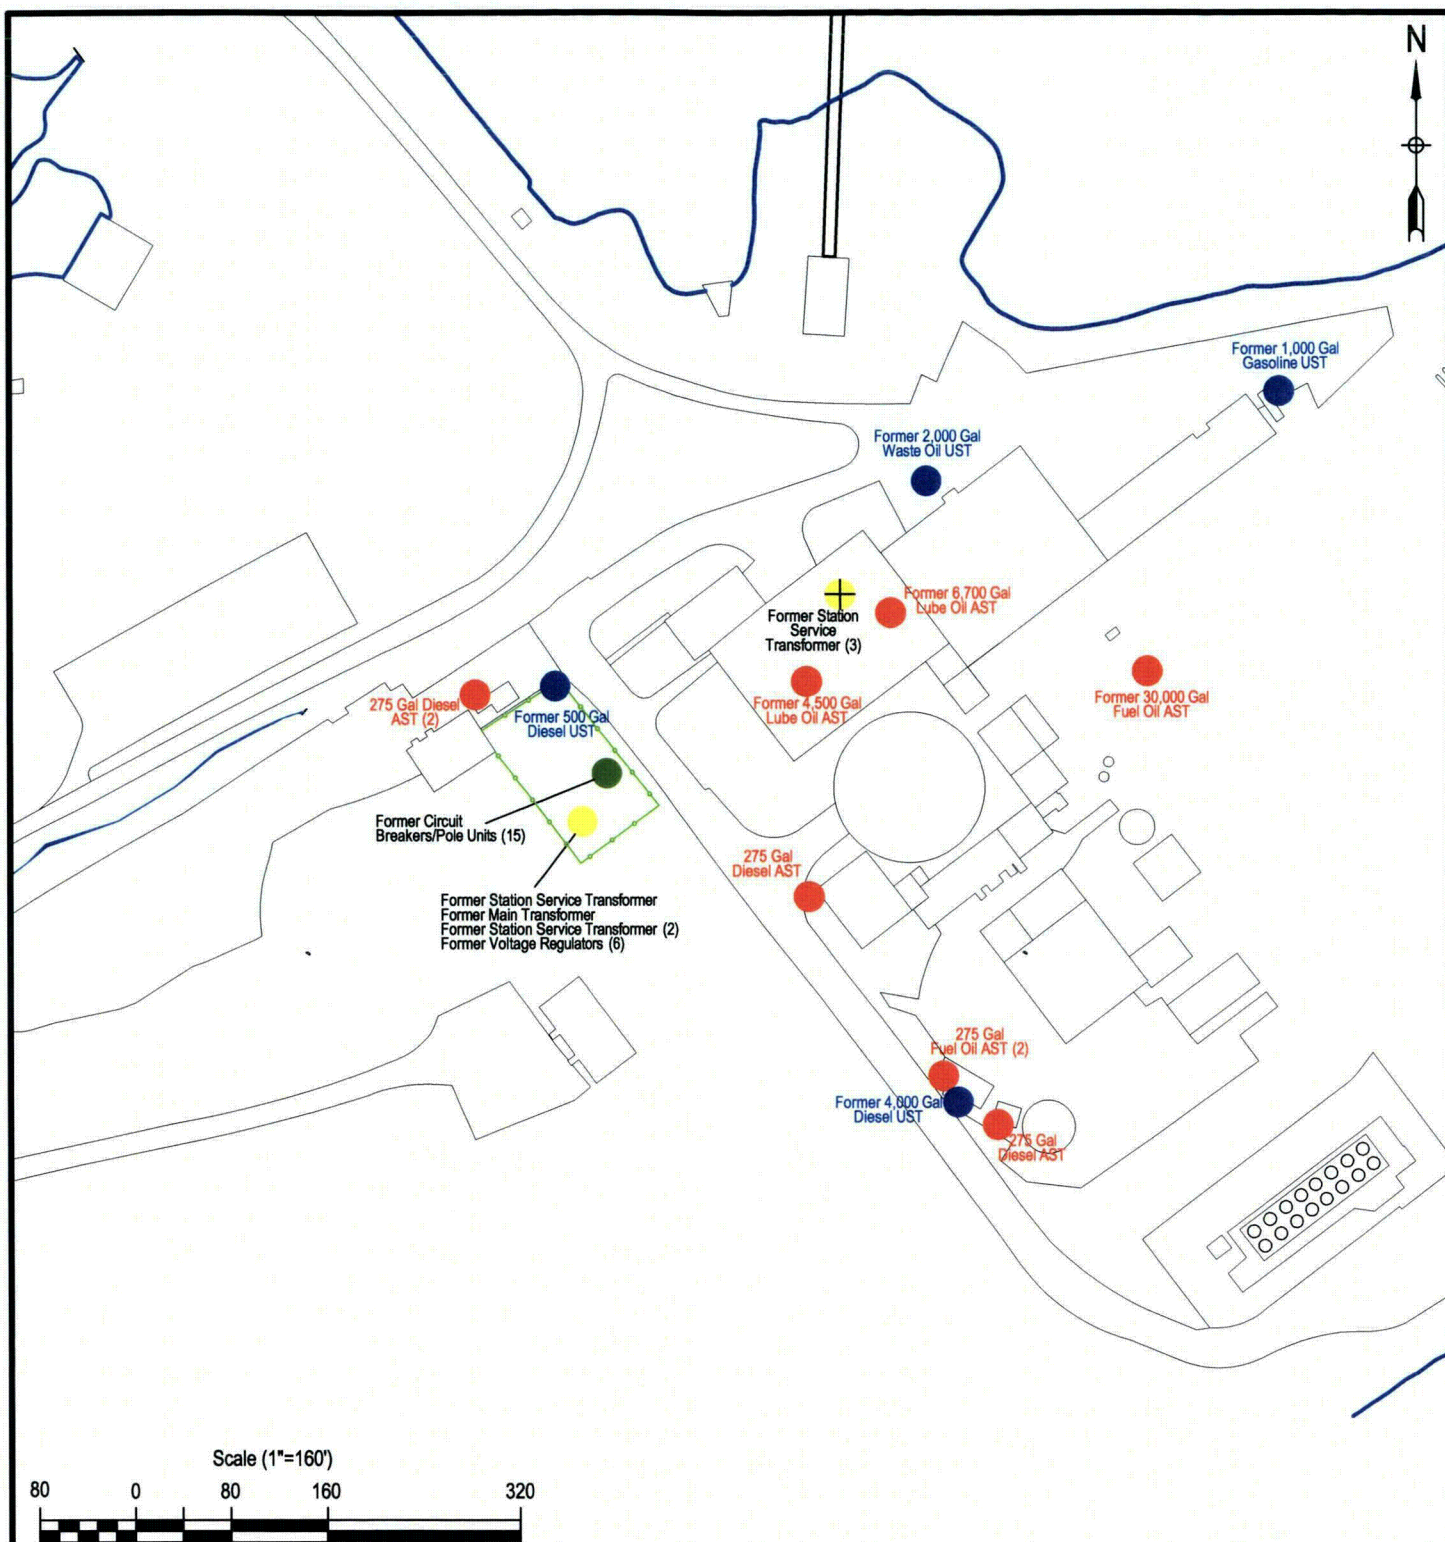 N
Former 1,000 Gal
Gasoline UST
Former 2,000 Gal
Waste Oil UST
Former 6,700 Gal
Lube Oil AST
Former Station
Service
Transformer (3)
Former 30,000 Gal
Fuel Oil AST
275 Gal Diesel
AST (2)
Former 500 Gal
Diesel UST
Former 4,500 Gal
Lube Oil AST
Former Circuit
Breakers/Pole Units (15)
275 Gal
Diesel AST
Former Station Service Transformer
Former Main Transformer
Former Station Service Transformer (2)
Former Voltage Regulators (6)
275 Gal
Fuel Oil AST (2)
Former 4,000 Gal
Diesel UST
275 Gal
Diesel AST
Scale (1"=160')
80 0 80 160 320